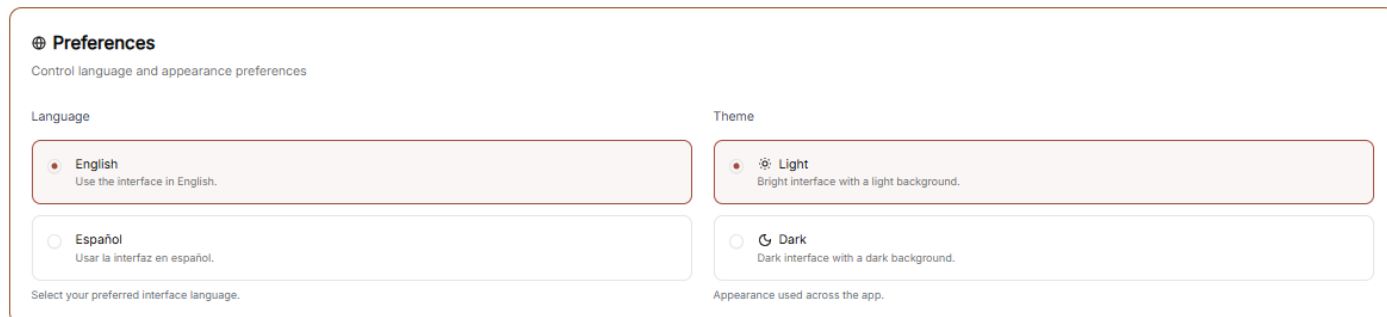 Preferences
Control language and appearance preferences
Language
English
Use the interface in English.
Español
Usar la interfaz en español.
Select your preferred interface language.
Theme
Light
Bright interface with a light background.
Dark
Dark interface with a dark background.
Appearance used across the app.